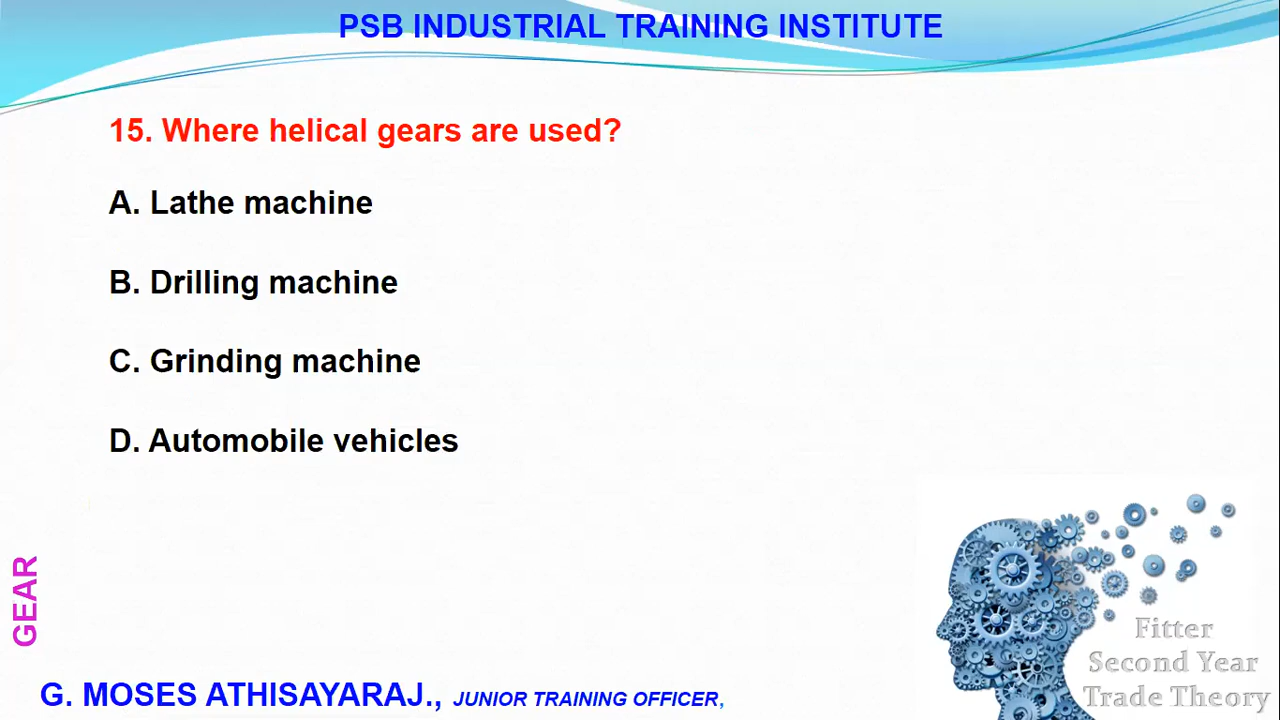 PSB INDUSTRIAL TRAINING INSTITUTE
15. Where helical gears are used?
A. Lathe machine
B. Drilling machine
C. Grinding machine
D. Automobile vehicles
GEAR
Fitter
Second Year
Trade Theory
G. MOSES ATHISAYARAJ., JUNIOR TRAINING OFFICER,